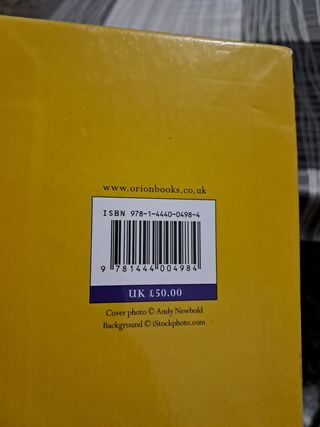 www.orionbooks.co.uk
ISBN 978-1-4440-0498-4
9 781444 004984
UK £50.00
Cover photo © Andy Newbold
Background © iStockphoto.com